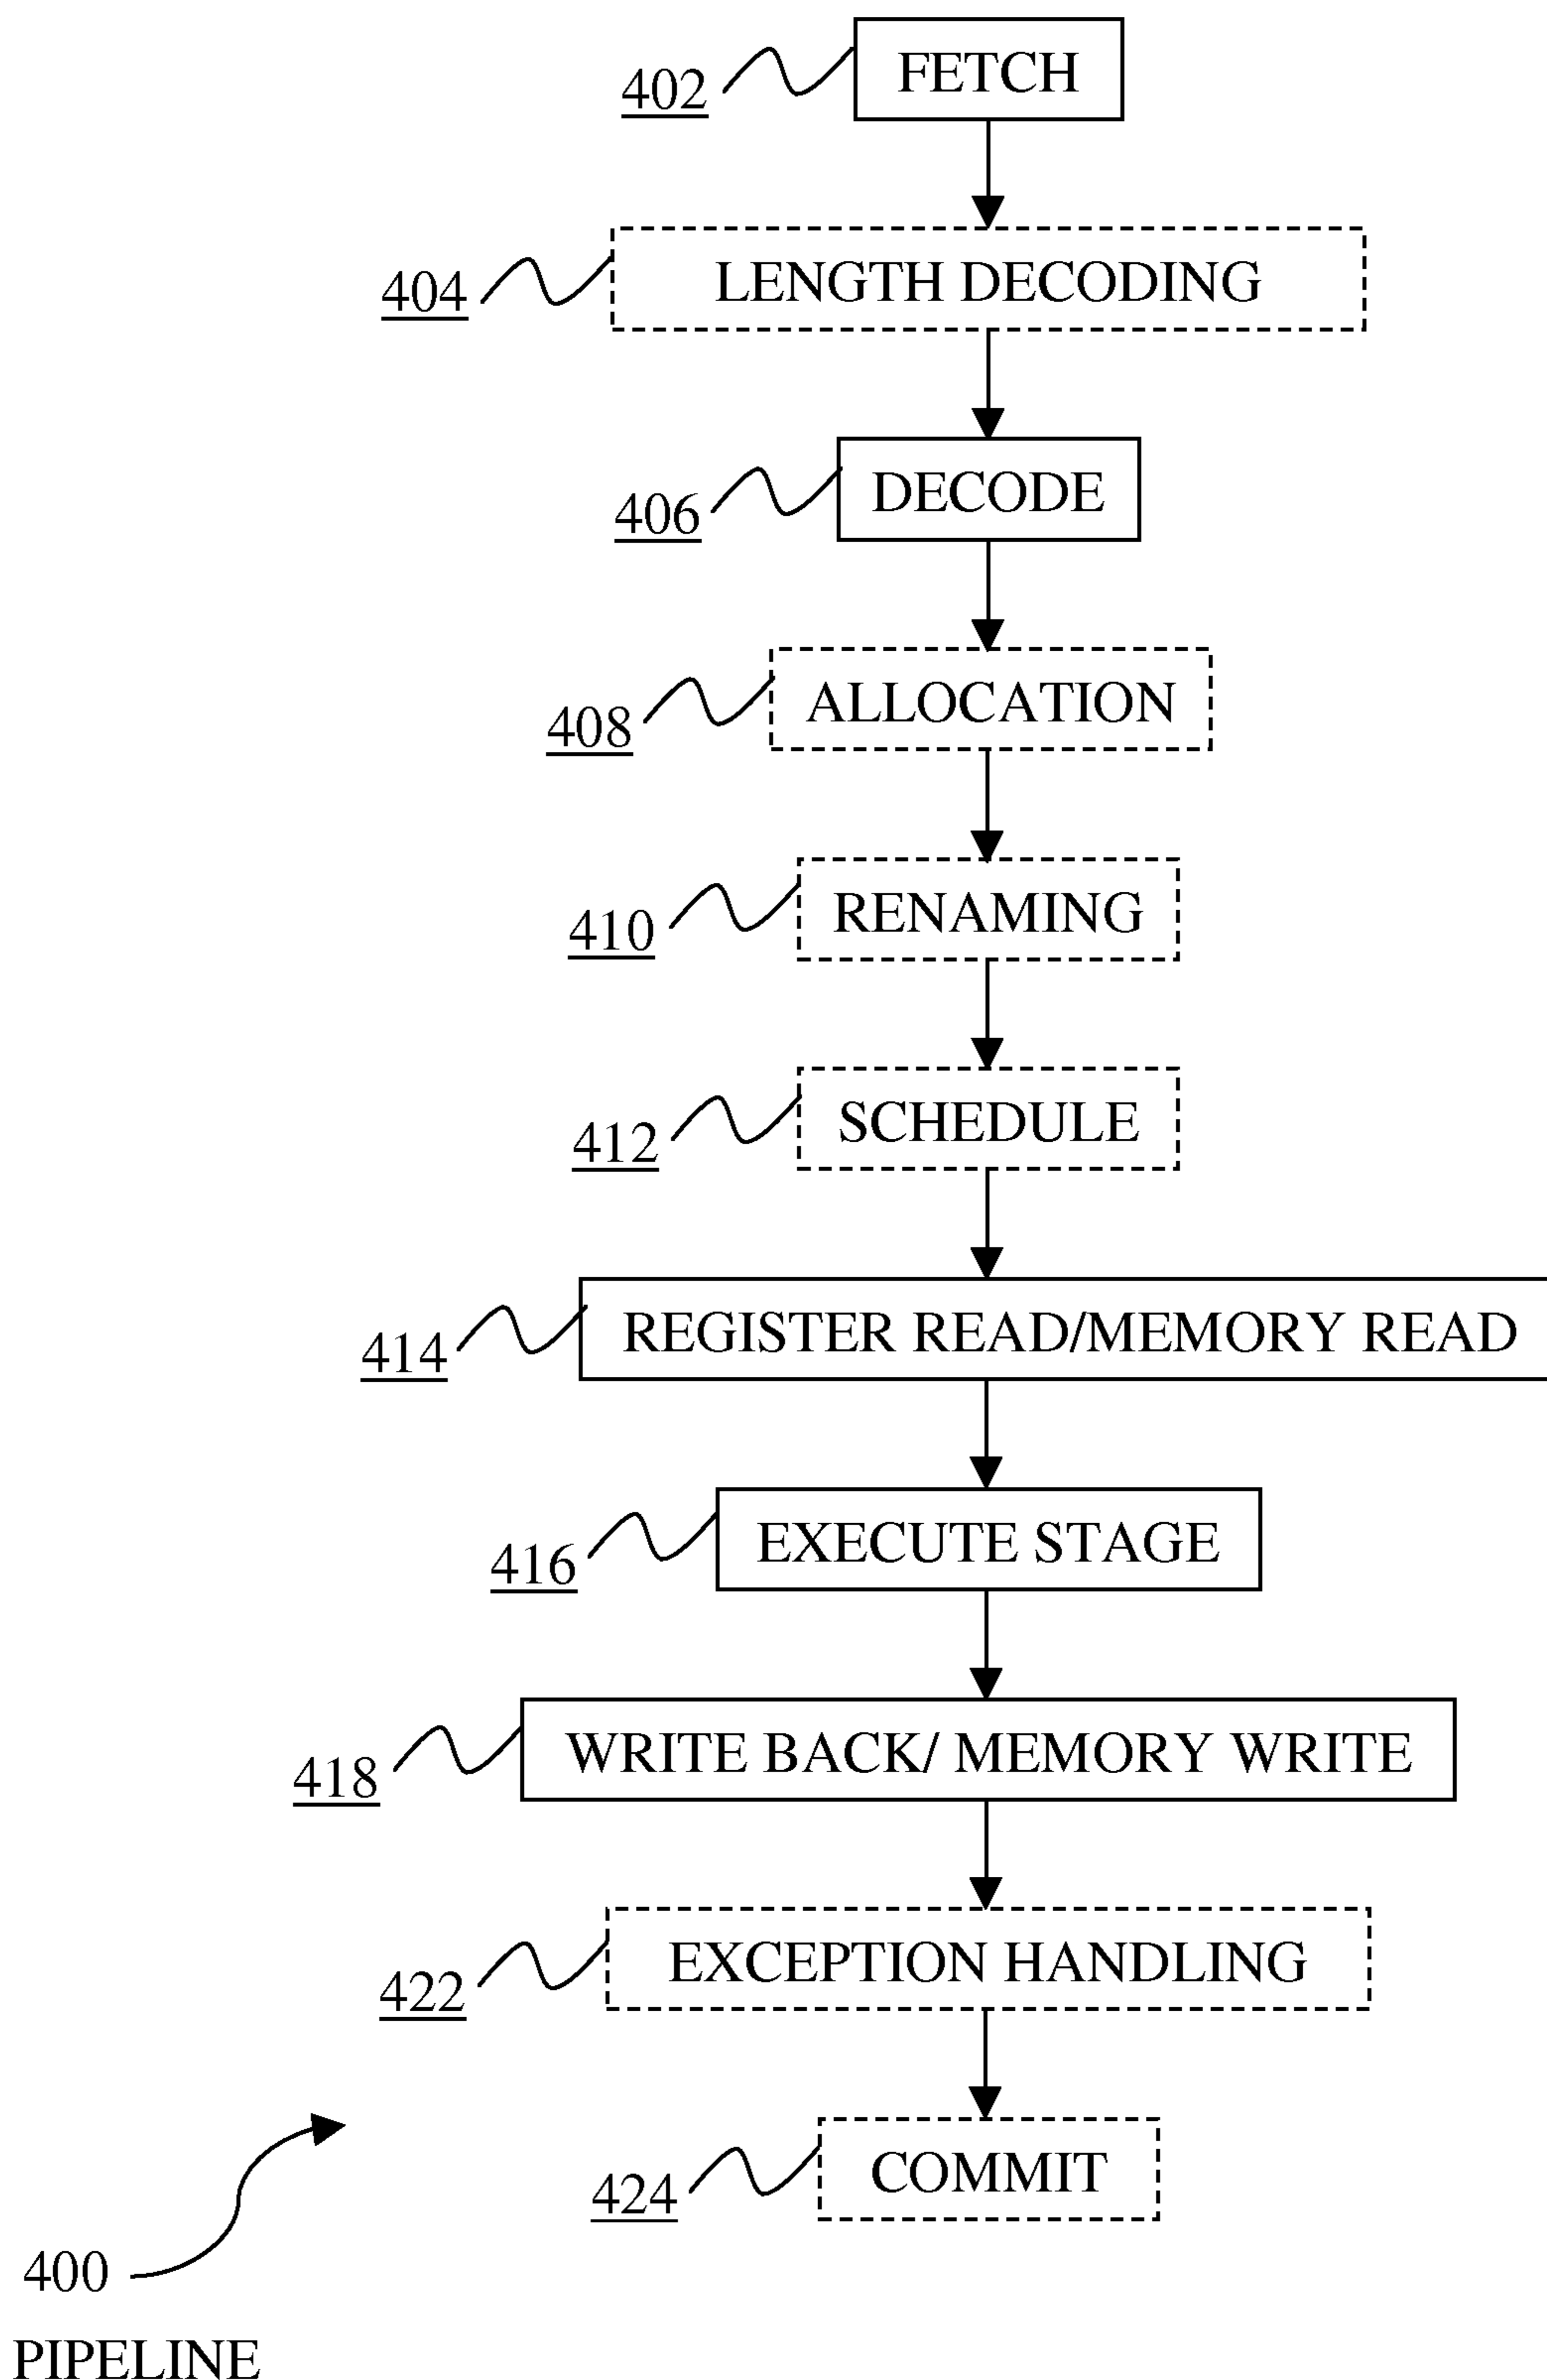 402
FETCH
404
LENGTH DECODING
406
DECODE
408
ALLOCATION
410
RENAMING
412
SCHEDULE
414
REGISTER READ/MEMORY READ
416
EXECUTE STAGE
418
WRITE BACK/ MEMORY WRITE
422
EXCEPTION HANDLING
424
COMMIT
400
PIPELINE